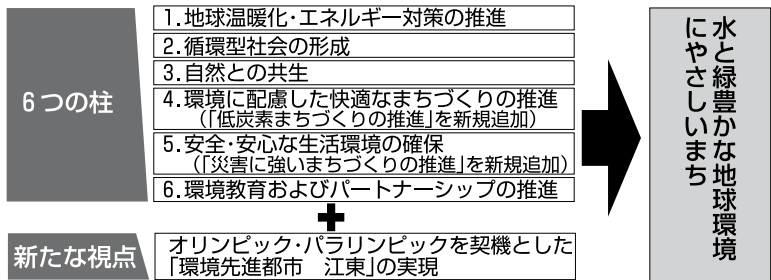 6つの柱
1.地球温暖化・エネルギー対策の推進
2.循環型社会の形成
3.自然との共生
4.環境に配慮した快適なまちづくりの推進
(「低炭素まちづくりの推進」を新規追加)
5.安全・安心な生活環境の確保
(「災害に強いまちづくりの推進」を新規追加)
6.環境教育およびパートナーシップの推進
+
新たな視点
オリンピック・パラリンピックを契機とした
「環境先進都市　江東」の実現
水と緑豊かな地球環境
にやさしいまち